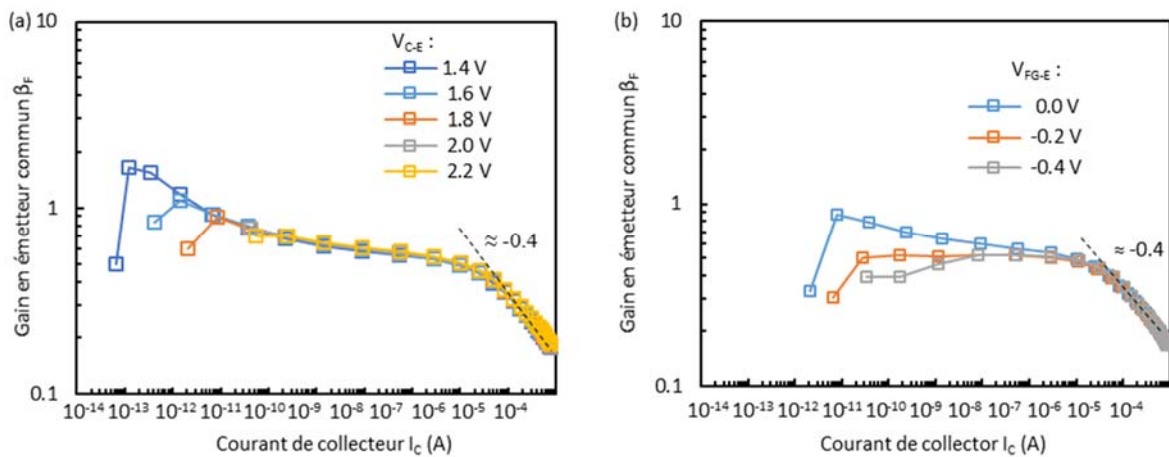 (a)
10
1
0.1
Gain en émetteur commun βF
VC-E :
1.4 V
1.6 V
1.8 V
2.0 V
2.2 V
≈ -0.4
10-14 10-13 10-12 10-11 10-10 10-9 10-8 10-7 10-6 10-5 10-4
Courant de collecteur IC (A)
(b)
10
1
0.1
Gain en émetteur commun βF
VFG-E :
0.0 V
-0.2 V
-0.4 V
≈ -0.4
10-14 10-13 10-12 10-11 10-10 10-9 10-8 10-7 10-6 10-5 10-4
Courant de collector IC (A)